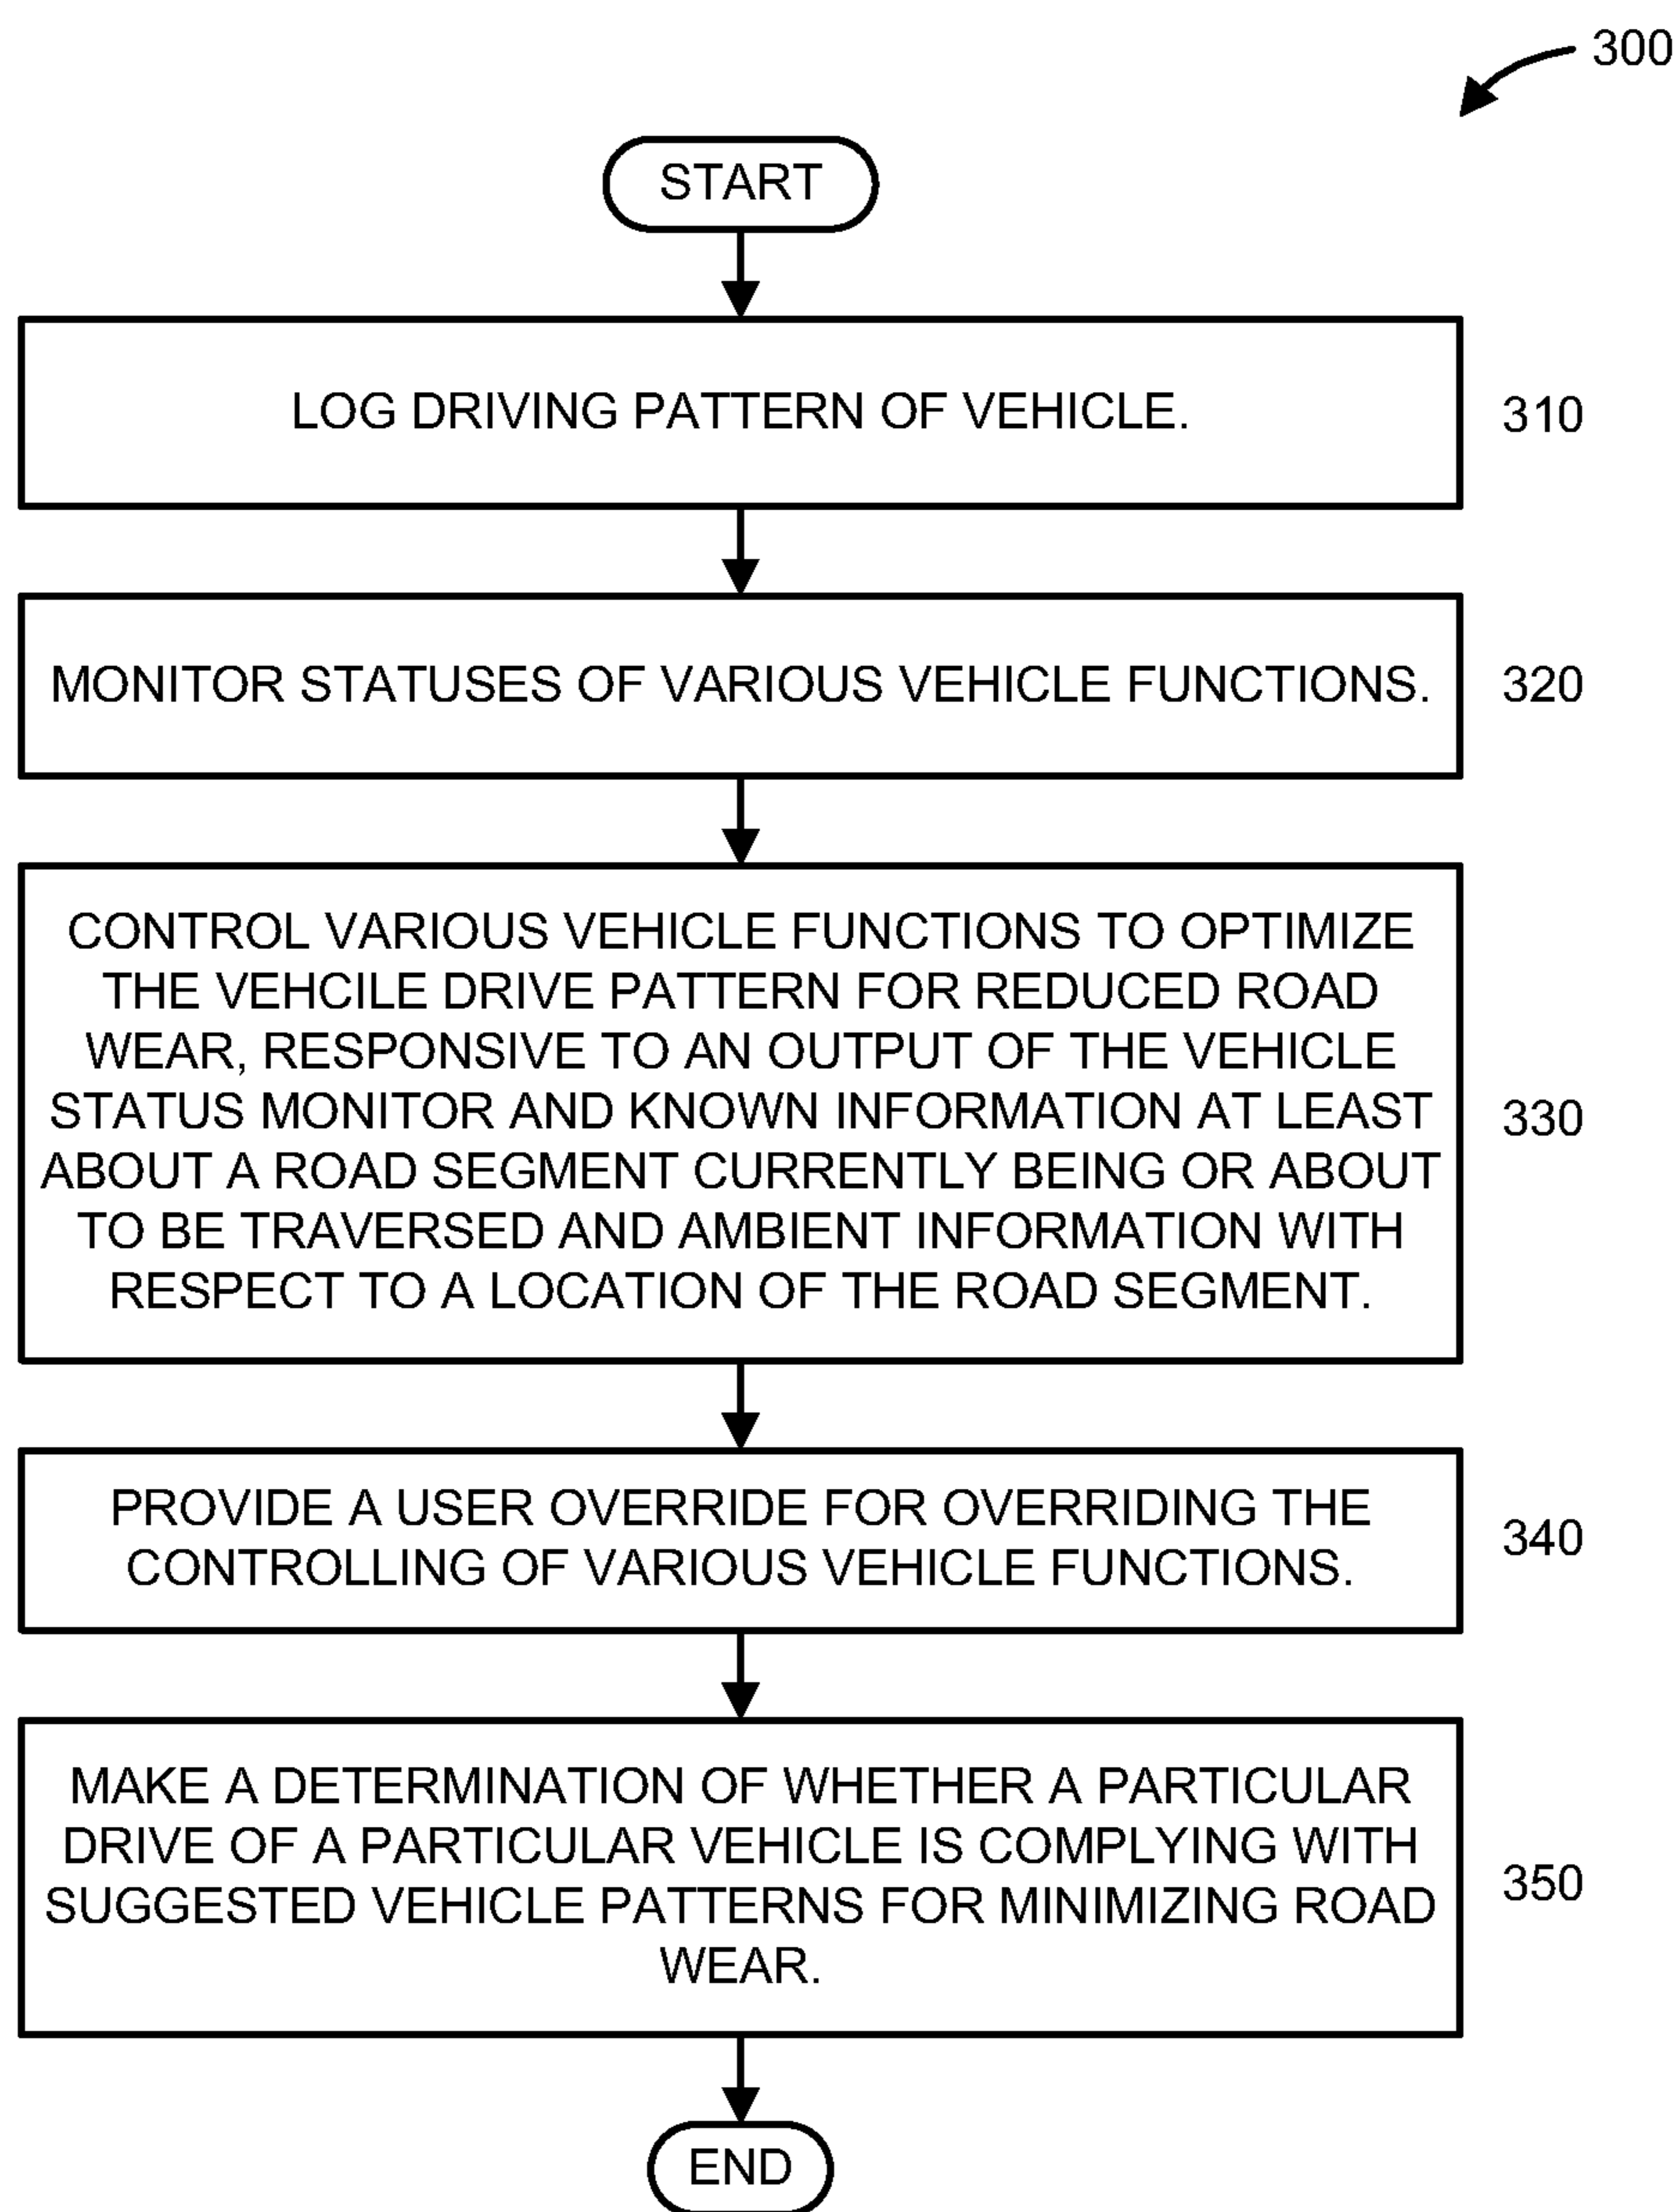 300
START
LOG DRIVING PATTERN OF VEHICLE.
310
MONITOR STATUSES OF VARIOUS VEHICLE FUNCTIONS.
320
CONTROL VARIOUS VEHICLE FUNCTIONS TO OPTIMIZE
THE VEHCILE DRIVE PATTERN FOR REDUCED ROAD
WEAR, RESPONSIVE TO AN OUTPUT OF THE VEHICLE
STATUS MONITOR AND KNOWN INFORMATION AT LEAST
ABOUT A ROAD SEGMENT CURRENTLY BEING OR ABOUT
TO BE TRAVERSED AND AMBIENT INFORMATION WITH
RESPECT TO A LOCATION OF THE ROAD SEGMENT.
330
PROVIDE A USER OVERRIDE FOR OVERRIDING THE
CONTROLLING OF VARIOUS VEHICLE FUNCTIONS.
340
MAKE A DETERMINATION OF WHETHER A PARTICULAR
DRIVE OF A PARTICULAR VEHICLE IS COMPLYING WITH
SUGGESTED VEHICLE PATTERNS FOR MINIMIZING ROAD
WEAR.
350
END